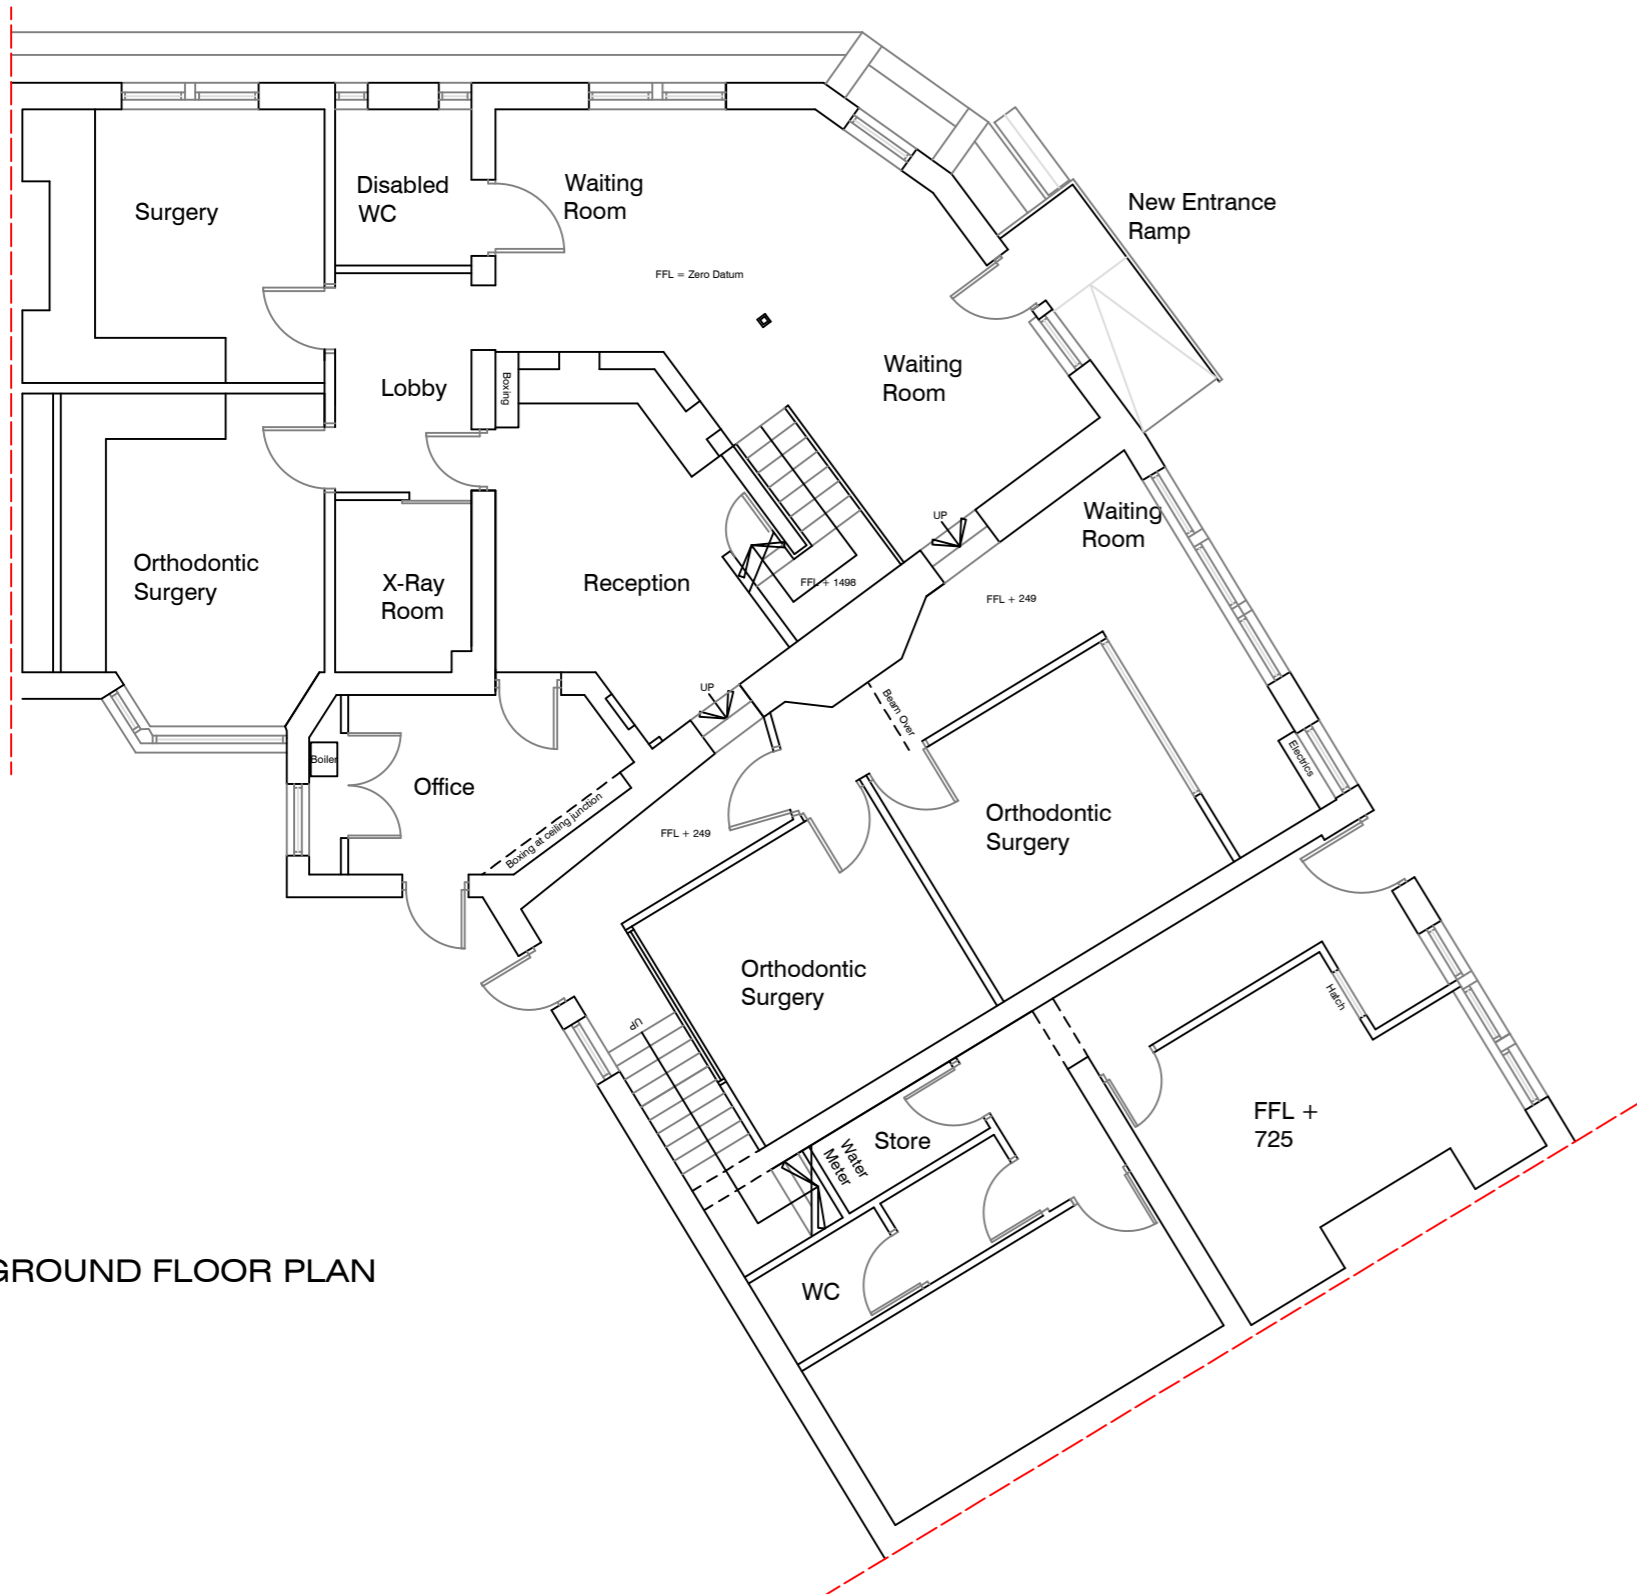 Surgery
Disabled
WC
Waiting
Room
New Entrance
Ramp
FFL = Zero Datum
Lobby
Boxing
Waiting
Room
UP
Waiting
Room
Orthodontic
Surgery
X-Ray
Room
Reception
FFL + 1498
FFL + 249
UP
Beam Over
Boiler
Office
Electrics
Boxing at ceiling junction
FFL + 249
Orthodontic
Surgery
Orthodontic
Surgery
Hatch
UP
FFL +
725
Store
Water
Meter
WC
GROUND FLOOR PLAN